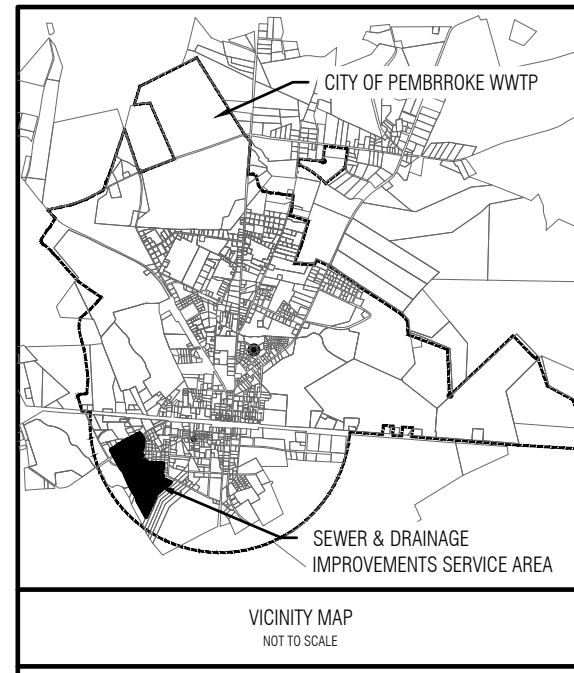 CITY OF PEMBRROKE WWTP
SEWER & DRAINAGE
IMPROVEMENTS SERVICE AREA
VICINITY MAP
NOT TO SCALE